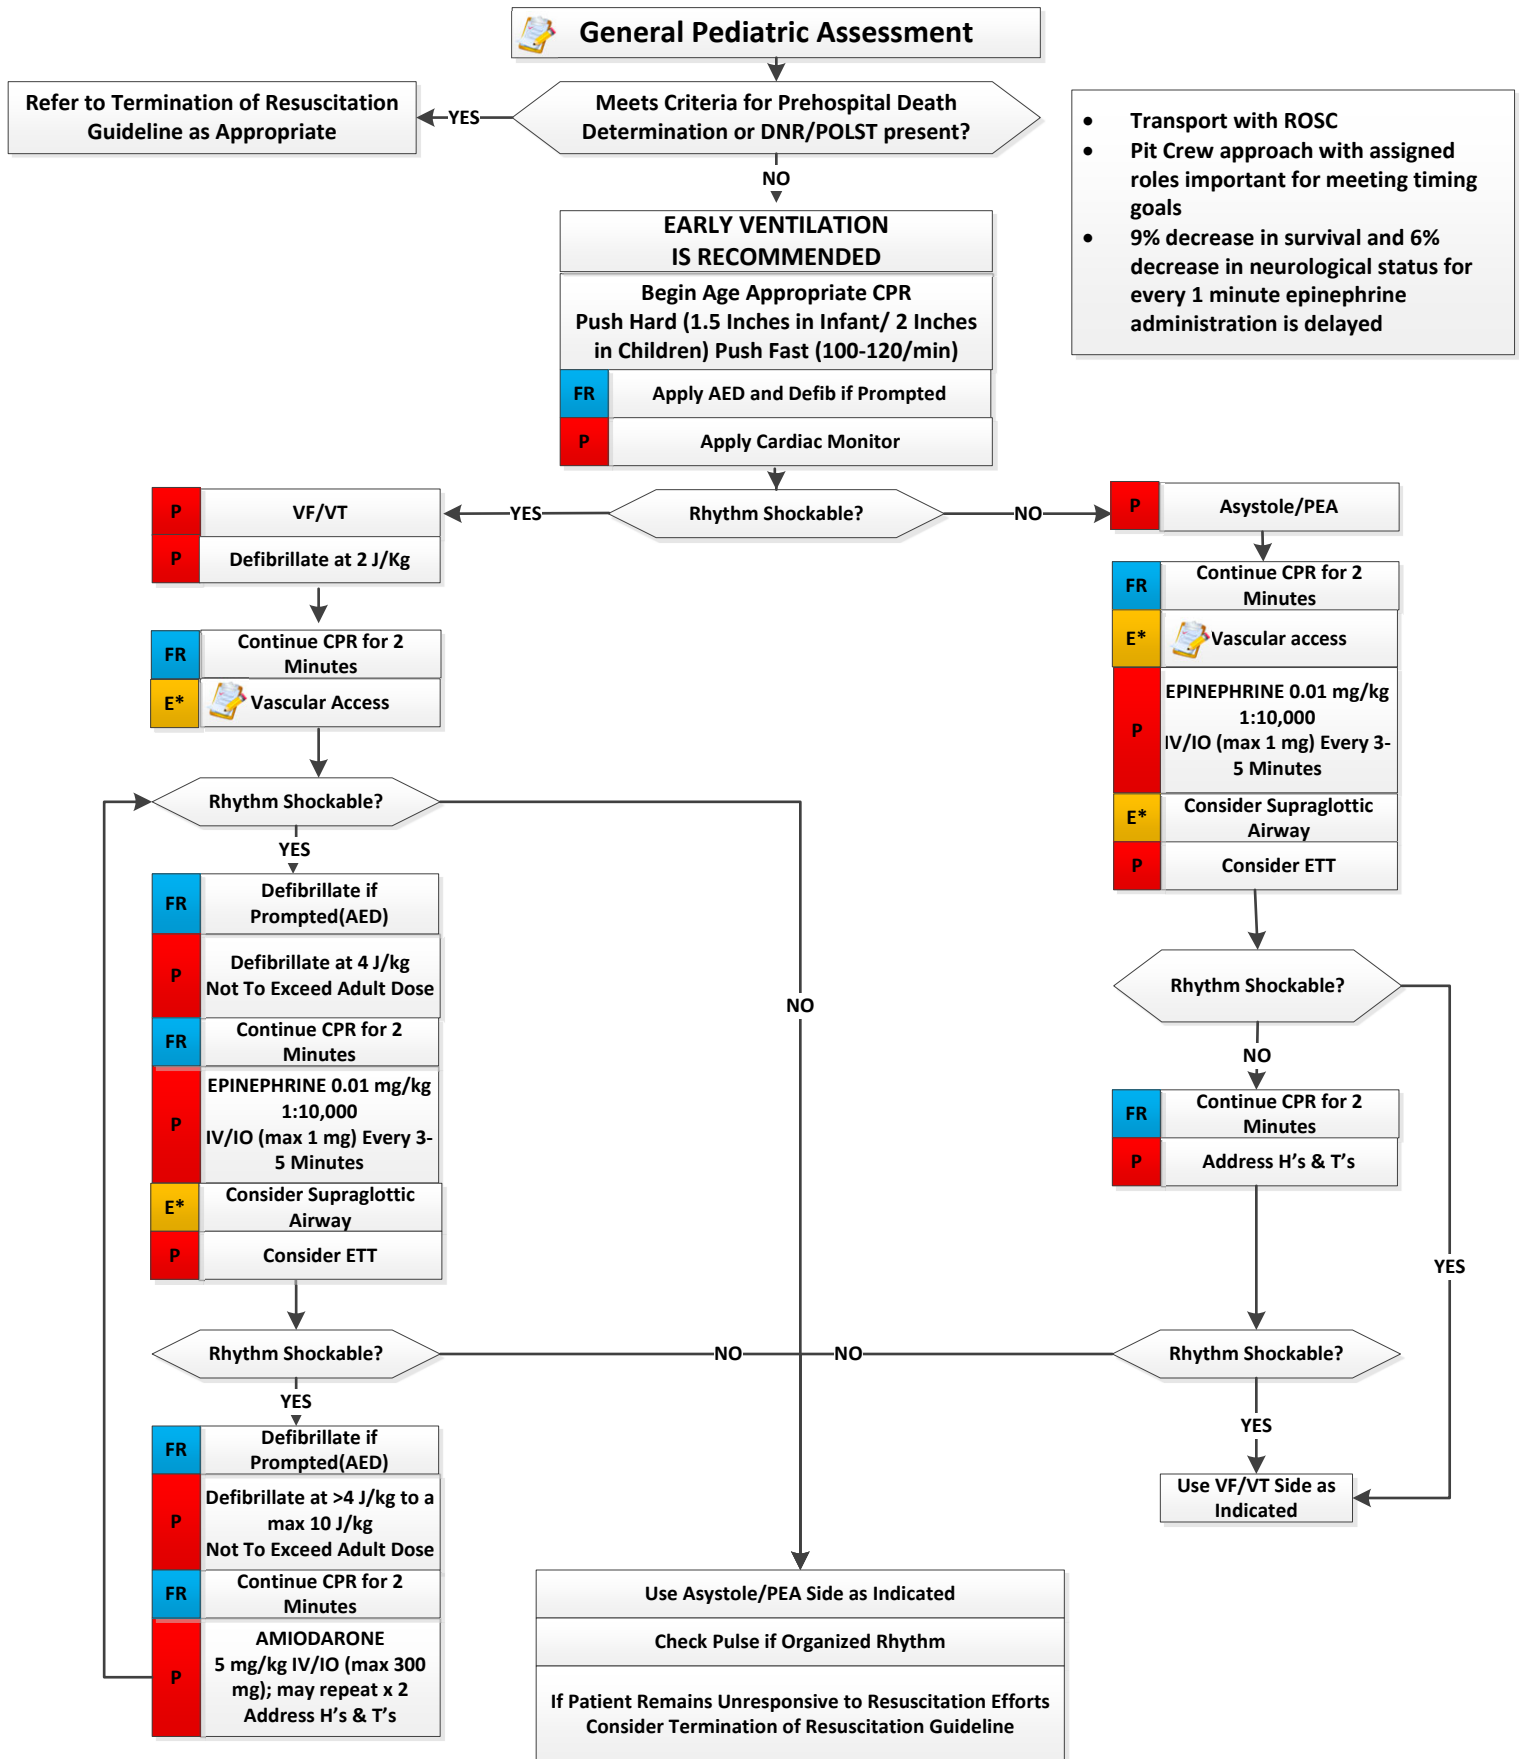 General Pediatric Assessment
Refer to Termination of Resuscitation
Guideline as Appropriate
YES
Meets Criteria for Prehospital Death
Determination or DNR/POLST present?
• Transport with ROSC
• Pit Crew approach with assigned
roles important for meeting timing
goals
• 9% decrease in survival and 6%
decrease in neurological status for
every 1 minute epinephrine
administration is delayed
NO
EARLY VENTILATION
IS RECOMMENDED
Begin Age Appropriate CPR
Push Hard (1.5 Inches in Infant/ 2 Inches
in Children) Push Fast (100-120/min)
FR
Apply AED and Defib if Prompted
P
Apply Cardiac Monitor
Rhythm Shockable?
YES
P
VF/VT
P
Defibrillate at 2 J/Kg
FR
Continue CPR for 2
Minutes
E*
Vascular Access
Rhythm Shockable?
YES
FR
Defibrillate if
Prompted(AED)
P
Defibrillate at 4 J/kg
Not To Exceed Adult Dose
FR
Continue CPR for 2
Minutes
P
EPINEPHRINE 0.01 mg/kg
1:10,000
IV/IO (max 1 mg) Every 3-
5 Minutes
E*
Consider Supraglottic
Airway
P
Consider ETT
Rhythm Shockable?
YES
FR
Defibrillate if
Prompted(AED)
P
Defibrillate at >4 J/kg to a
max 10 J/kg
Not To Exceed Adult Dose
FR
Continue CPR for 2
Minutes
P
AMIODARONE
5 mg/kg IV/IO (max 300
mg); may repeat x 2
Address H's & T's
NO
NO
NO
Use Asystole/PEA Side as Indicated
Check Pulse if Organized Rhythm
If Patient Remains Unresponsive to Resuscitation Efforts
Consider Termination of Resuscitation Guideline
NO
P
Asystole/PEA
FR
Continue CPR for 2
Minutes
E*
Vascular access
P
EPINEPHRINE 0.01 mg/kg
1:10,000
IV/IO (max 1 mg) Every 3-
5 Minutes
E*
Consider Supraglottic
Airway
P
Consider ETT
Rhythm Shockable?
NO
FR
Continue CPR for 2
Minutes
P
Address H's & T's
YES
Rhythm Shockable?
YES
Use VF/VT Side as
Indicated